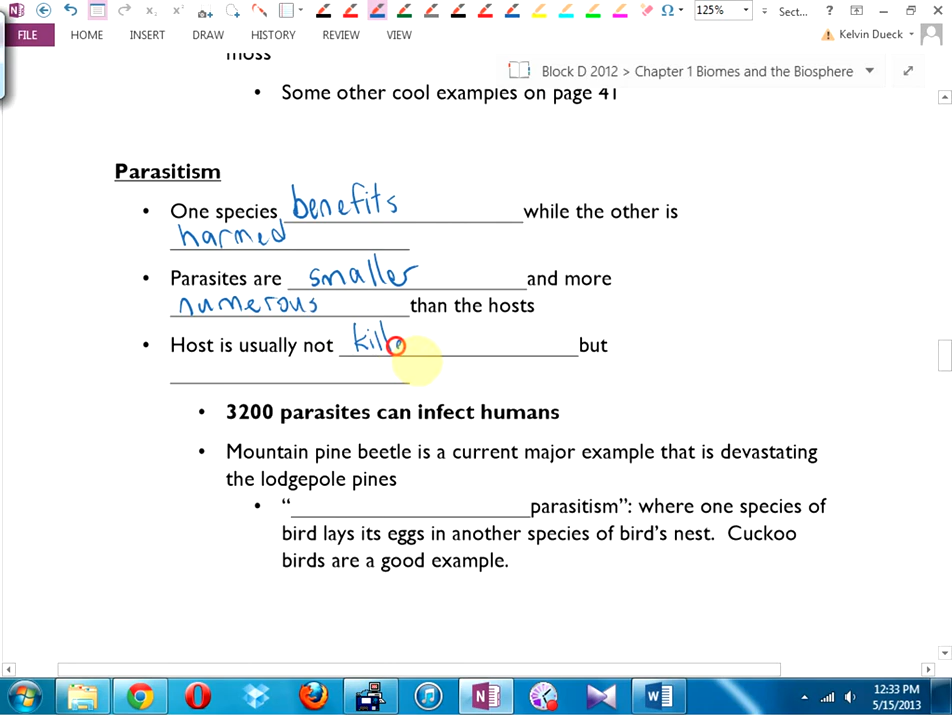 125%
Sect...
FILE HOME INSERT DRAW HISTORY REVIEW VIEW
Kelvin Dueck
moss
Block D 2012 > Chapter 1 Biomes and the Biosphere
• Some other cool examples on page 41
Parasitism
• One species benefits while the other is
harmed
• Parasites are smaller and more
numerous than the hosts
• Host is usually not kille but
• 3200 parasites can infect humans
• Mountain pine beetle is a current major example that is devastating
the lodgepole pines
• “____________________parasitism”: where one species of
bird lays its eggs in another species of bird’s nest. Cuckoo
birds are a good example.
12:33 PM
5/15/2013